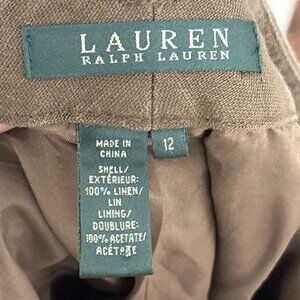 LAUREN
RALPH LAUREN
MADE IN
CHINA
12
SHELL/
EXTÉRIEUR:
100% LINEN/
LIN
LINING/
DOUBLURE:
100% ACETATE/
ACÉTATE